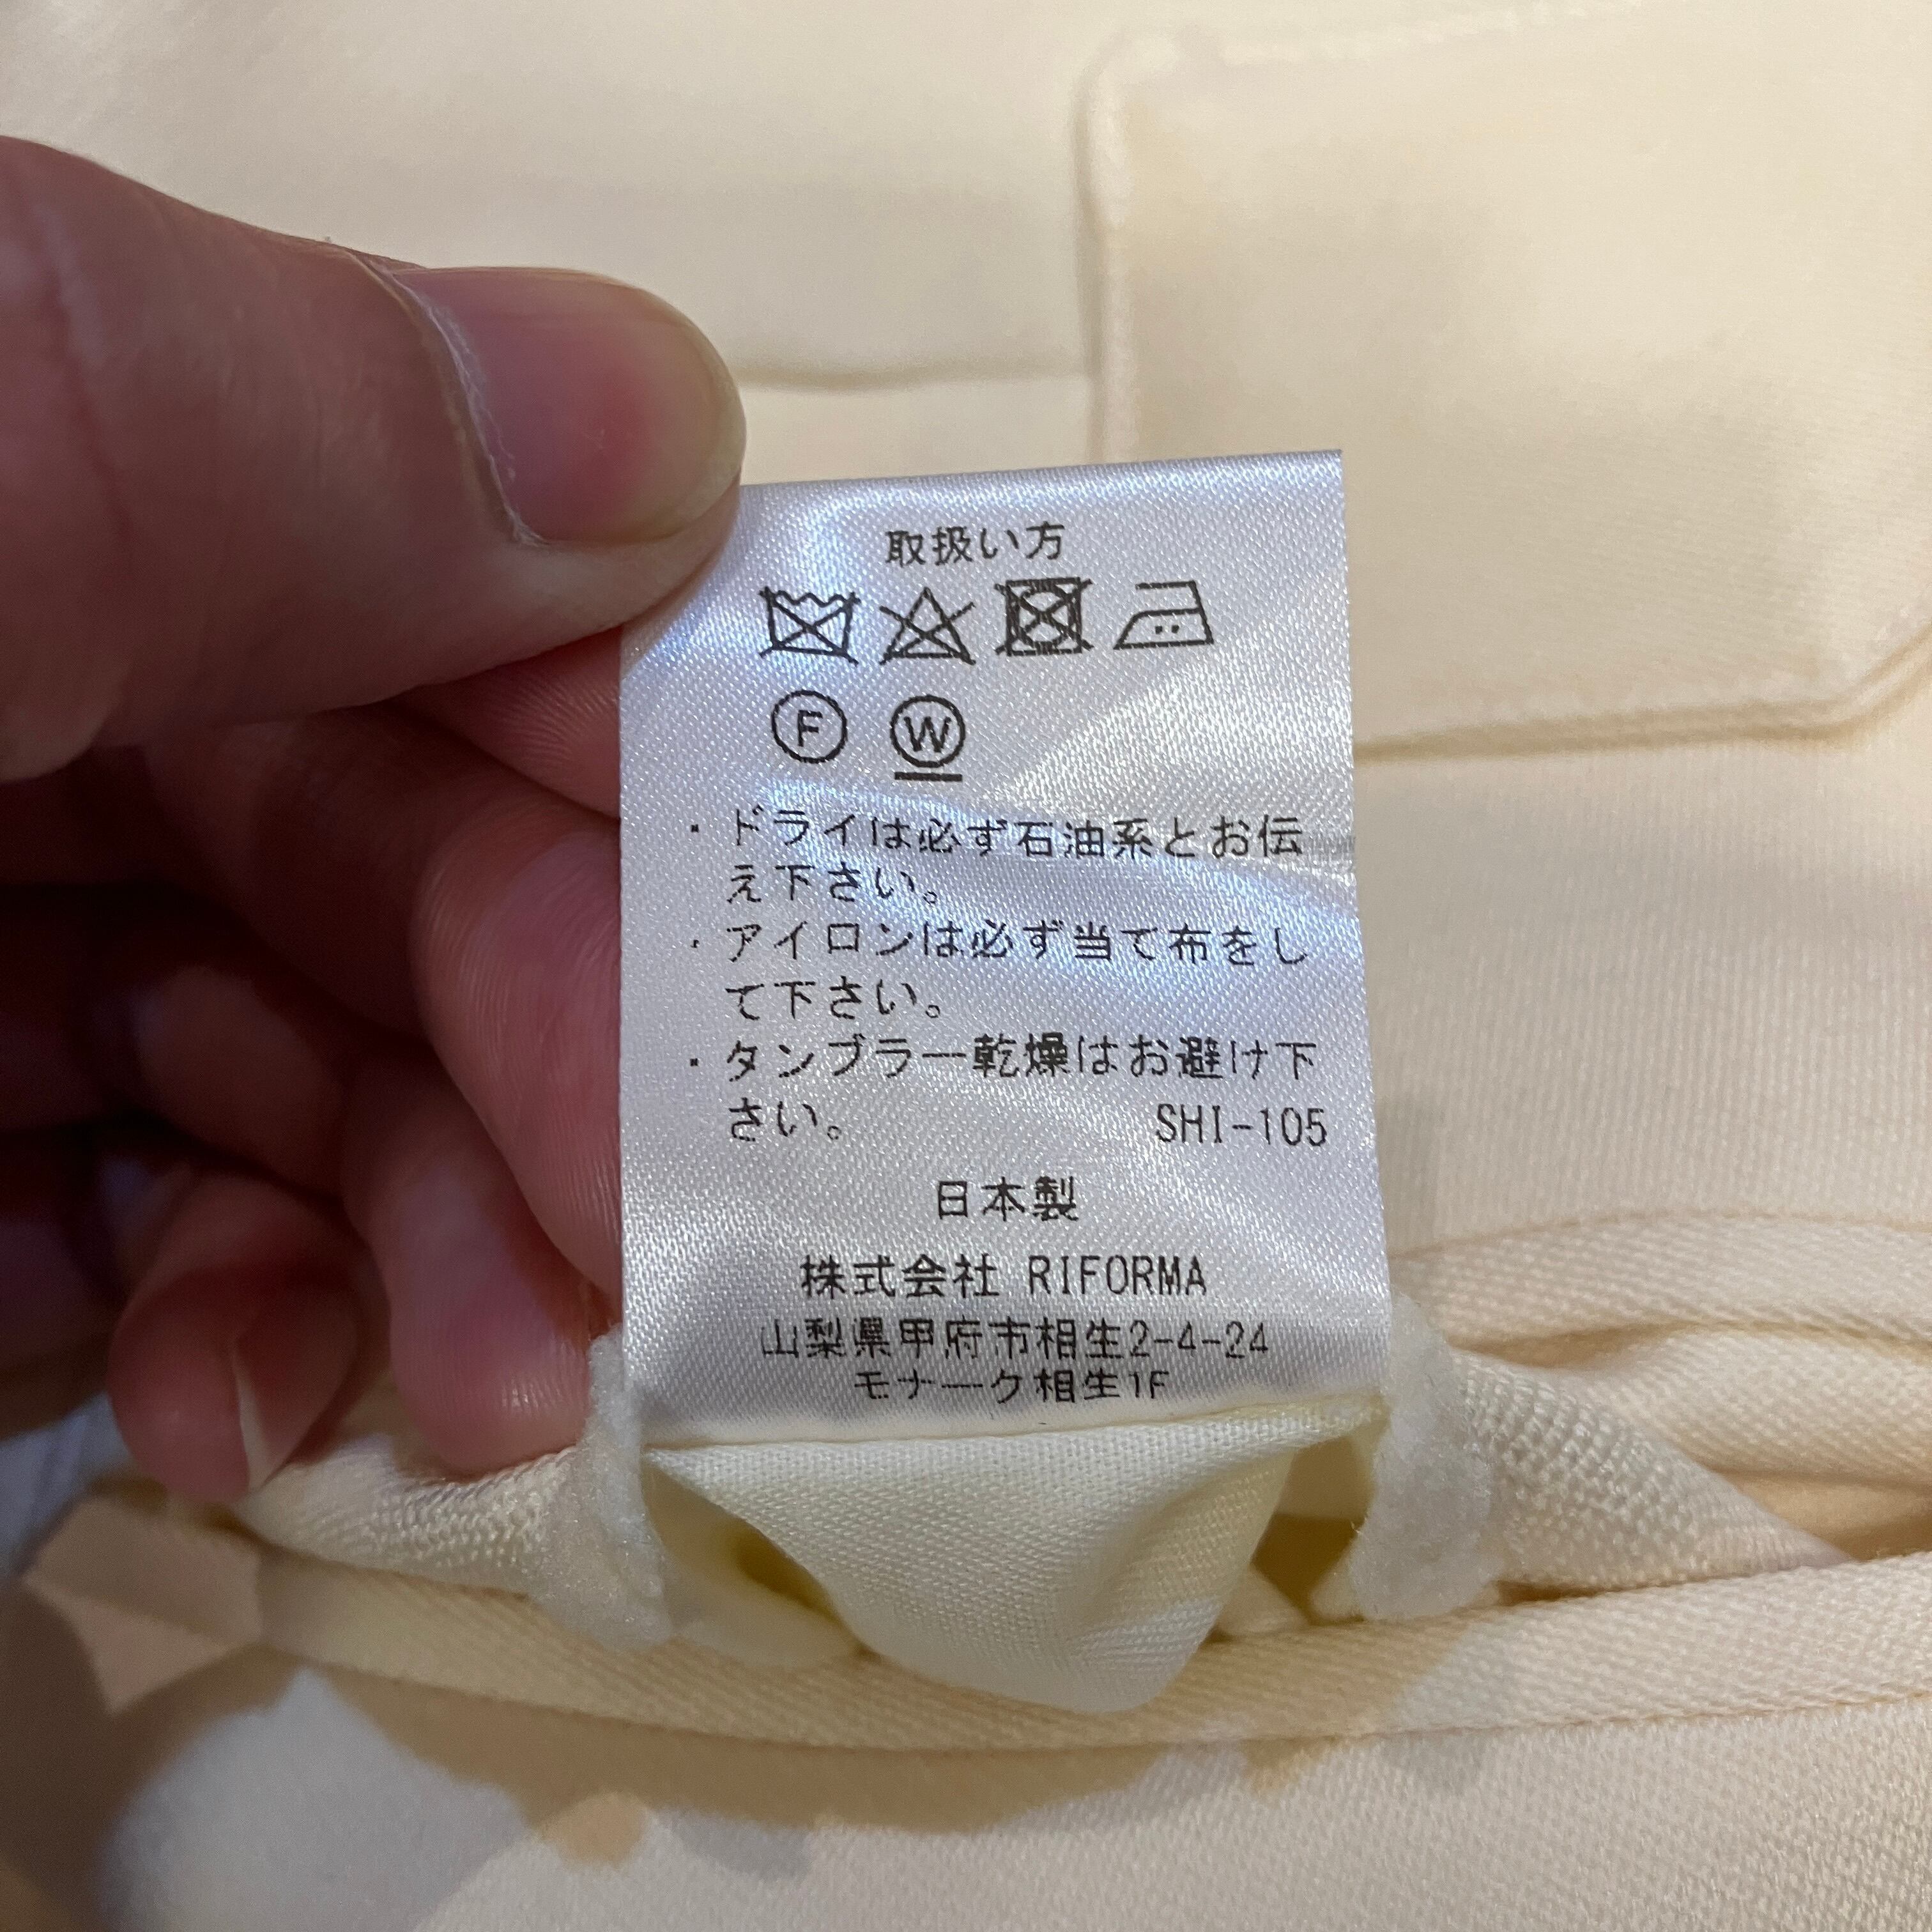 取扱い方
F W
・ドライは必ず石油系とお伝
え下さい。
・アイロンは必ず当て布をし
て下さい。
・タンブラー乾燥はお避け下
さい。 SHI-105
日本製
株式会社 RIFORMA
山梨県甲府市相生2-4-24
モナーク相生1F